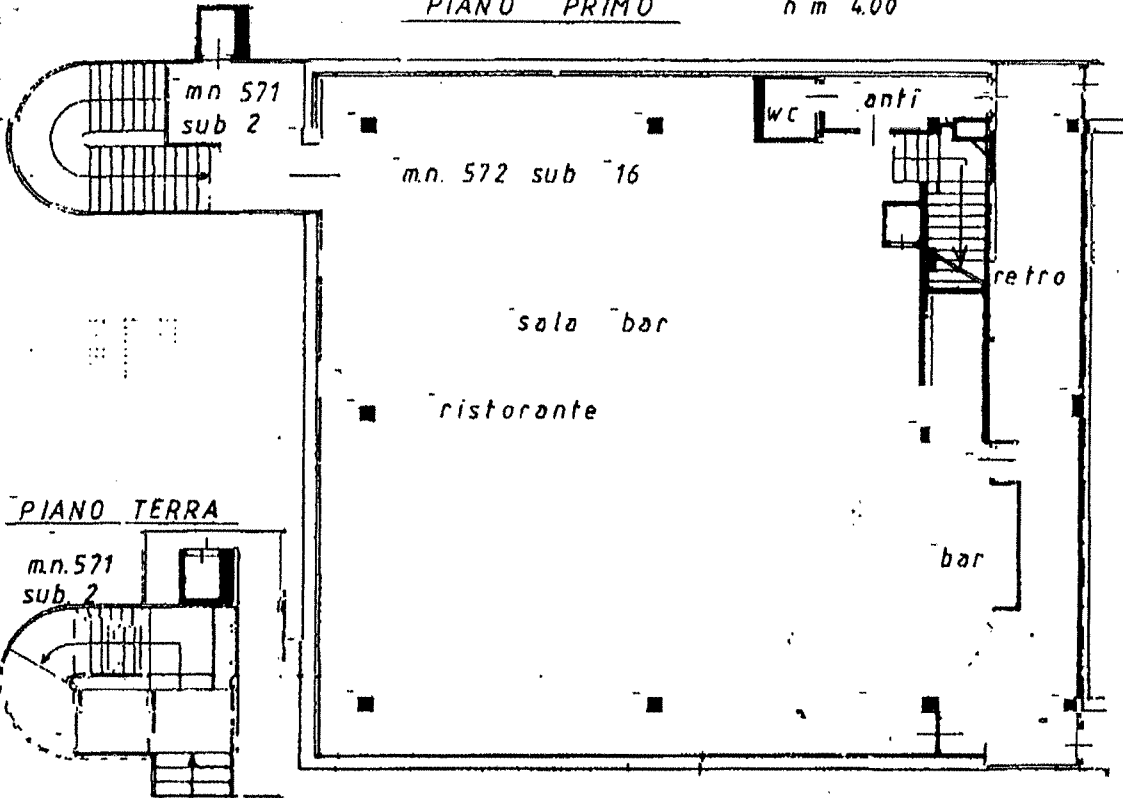 PIANO PRIMO h m 4.00
mn 571
sub 2
wc
anti
m.n. 572 sub 16
retro
sala bar
ristorante
PIANO TERRA
m.n. 571
sub. 2
bar